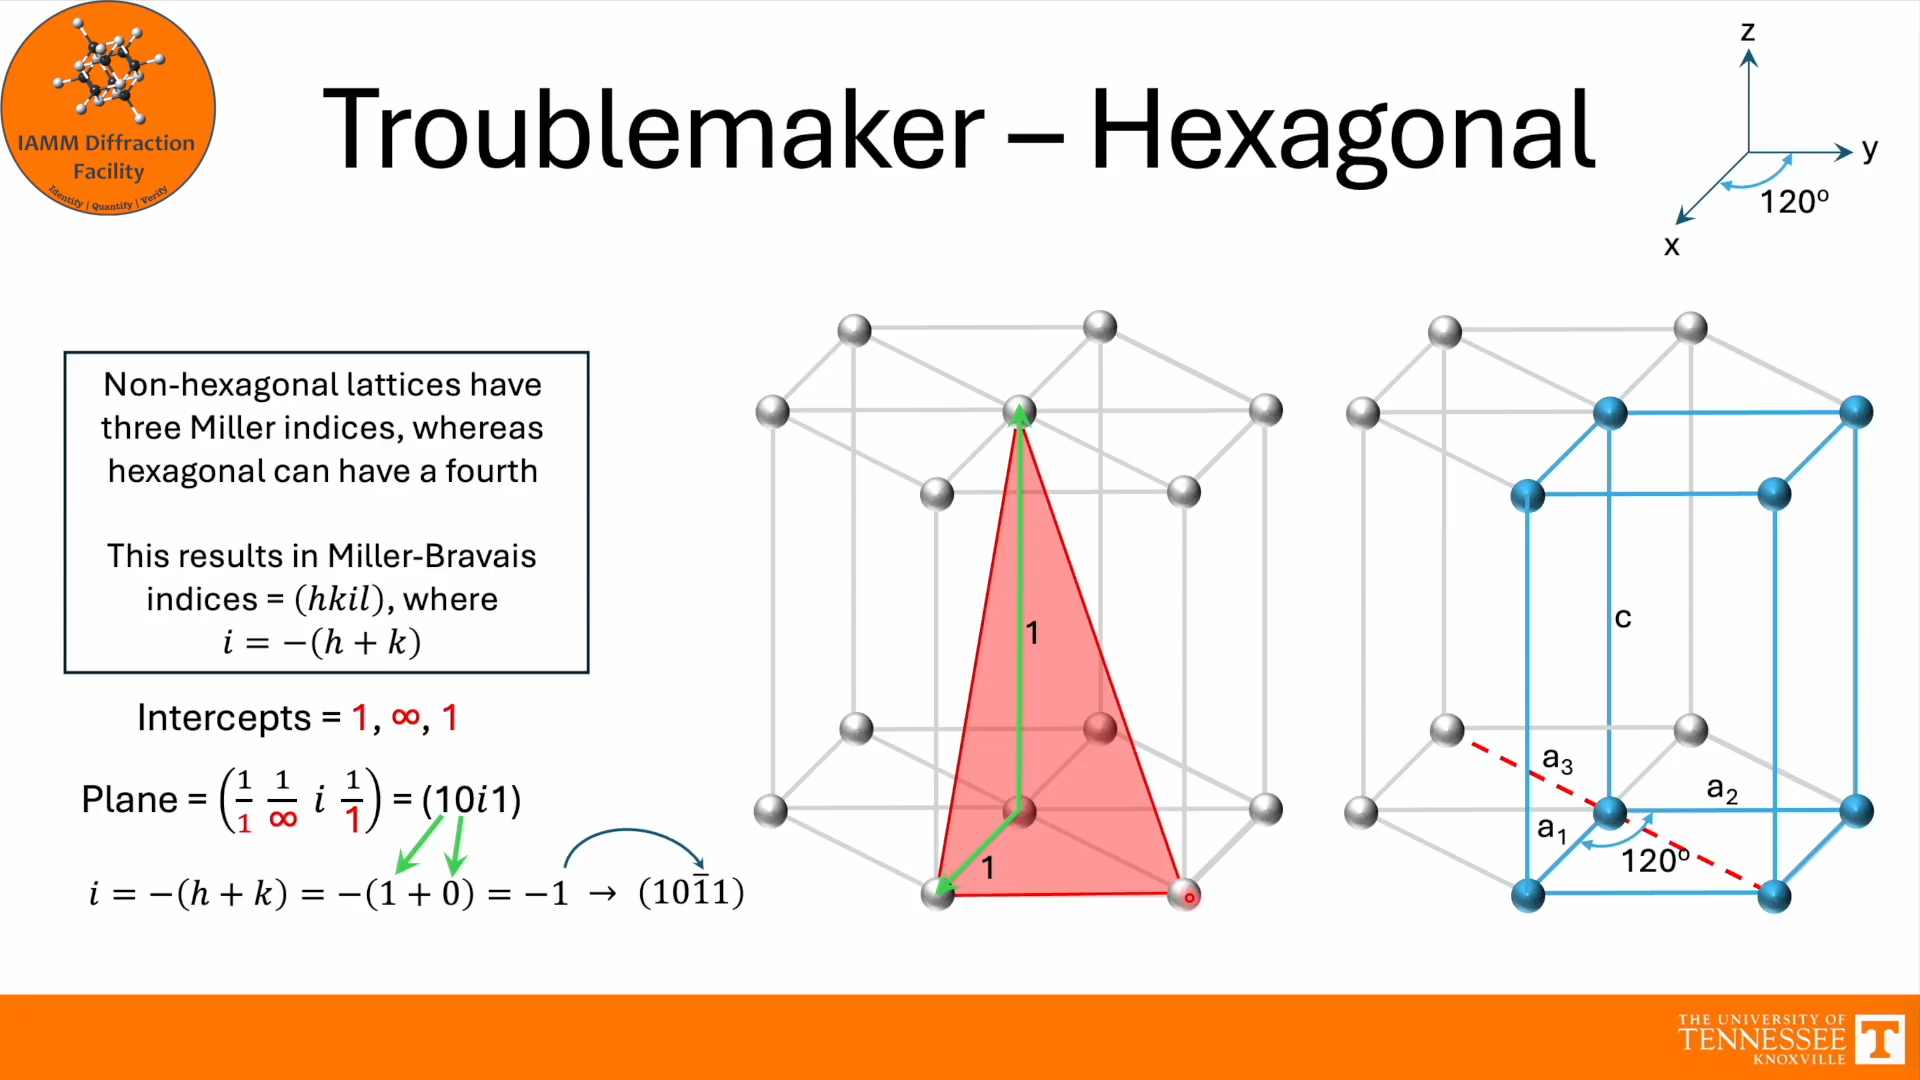 IAMM Diffraction
Facility
Identify | Quantify | Verify
Troublemaker – Hexagonal
z
y
120º
x
Non-hexagonal lattices have
three Miller indices, whereas
hexagonal can have a fourth
This results in Miller-Bravais
indices = (hkil), where
i = −(h + k)
Intercepts = 1, ∞, 1
Plane = (1/1 1/∞ i 1/1) = (10i1)
i = −(h + k) = −(1 + 0) = −1 → (101̅1)
1
1
c
a₃
a₂
a₁
120º
THE UNIVERSITY OF
TENNESSEE
KNOXVILLE
T